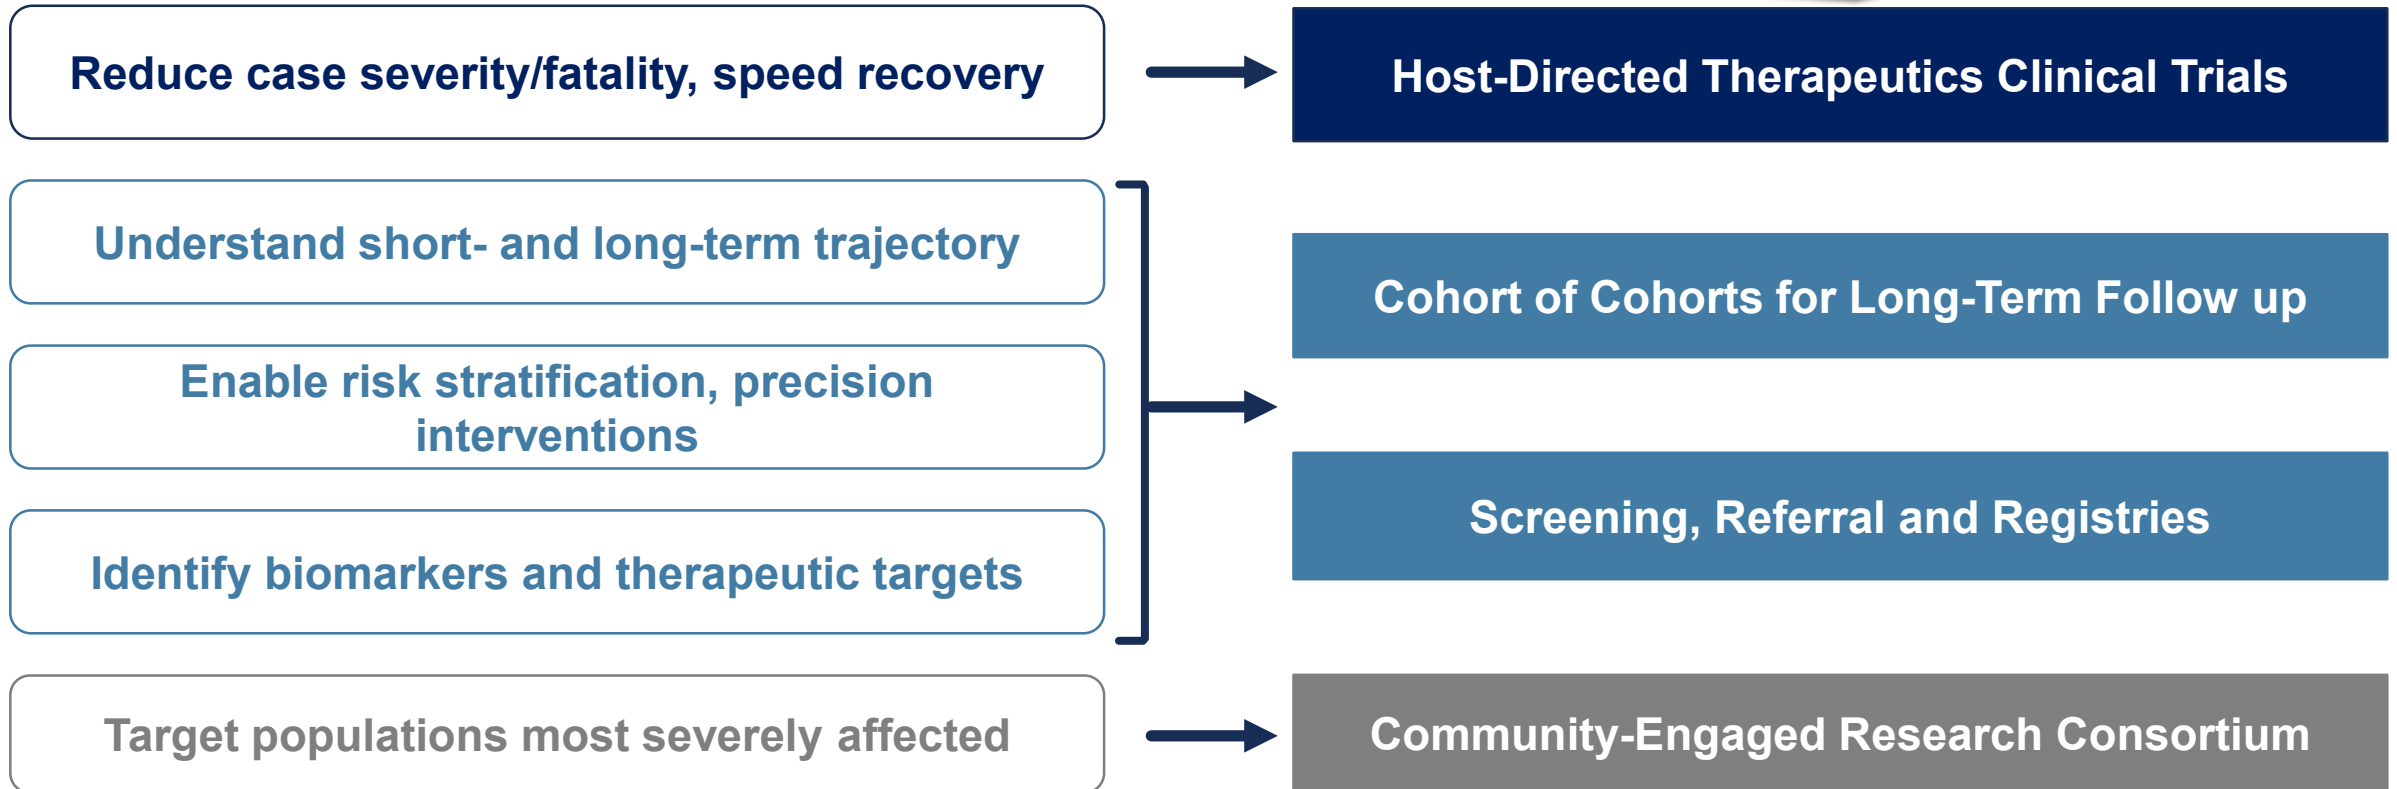 Reduce case severity/fatality, speed recovery
Host-Directed Therapeutics Clinical Trials
Understand short- and long-term trajectory
Enable risk stratification, precision
interventions
Identify biomarkers and therapeutic targets
Cohort of Cohorts for Long-Term Follow up
Screening, Referral and Registries
Target populations most severely affected
Community-Engaged Research Consortium